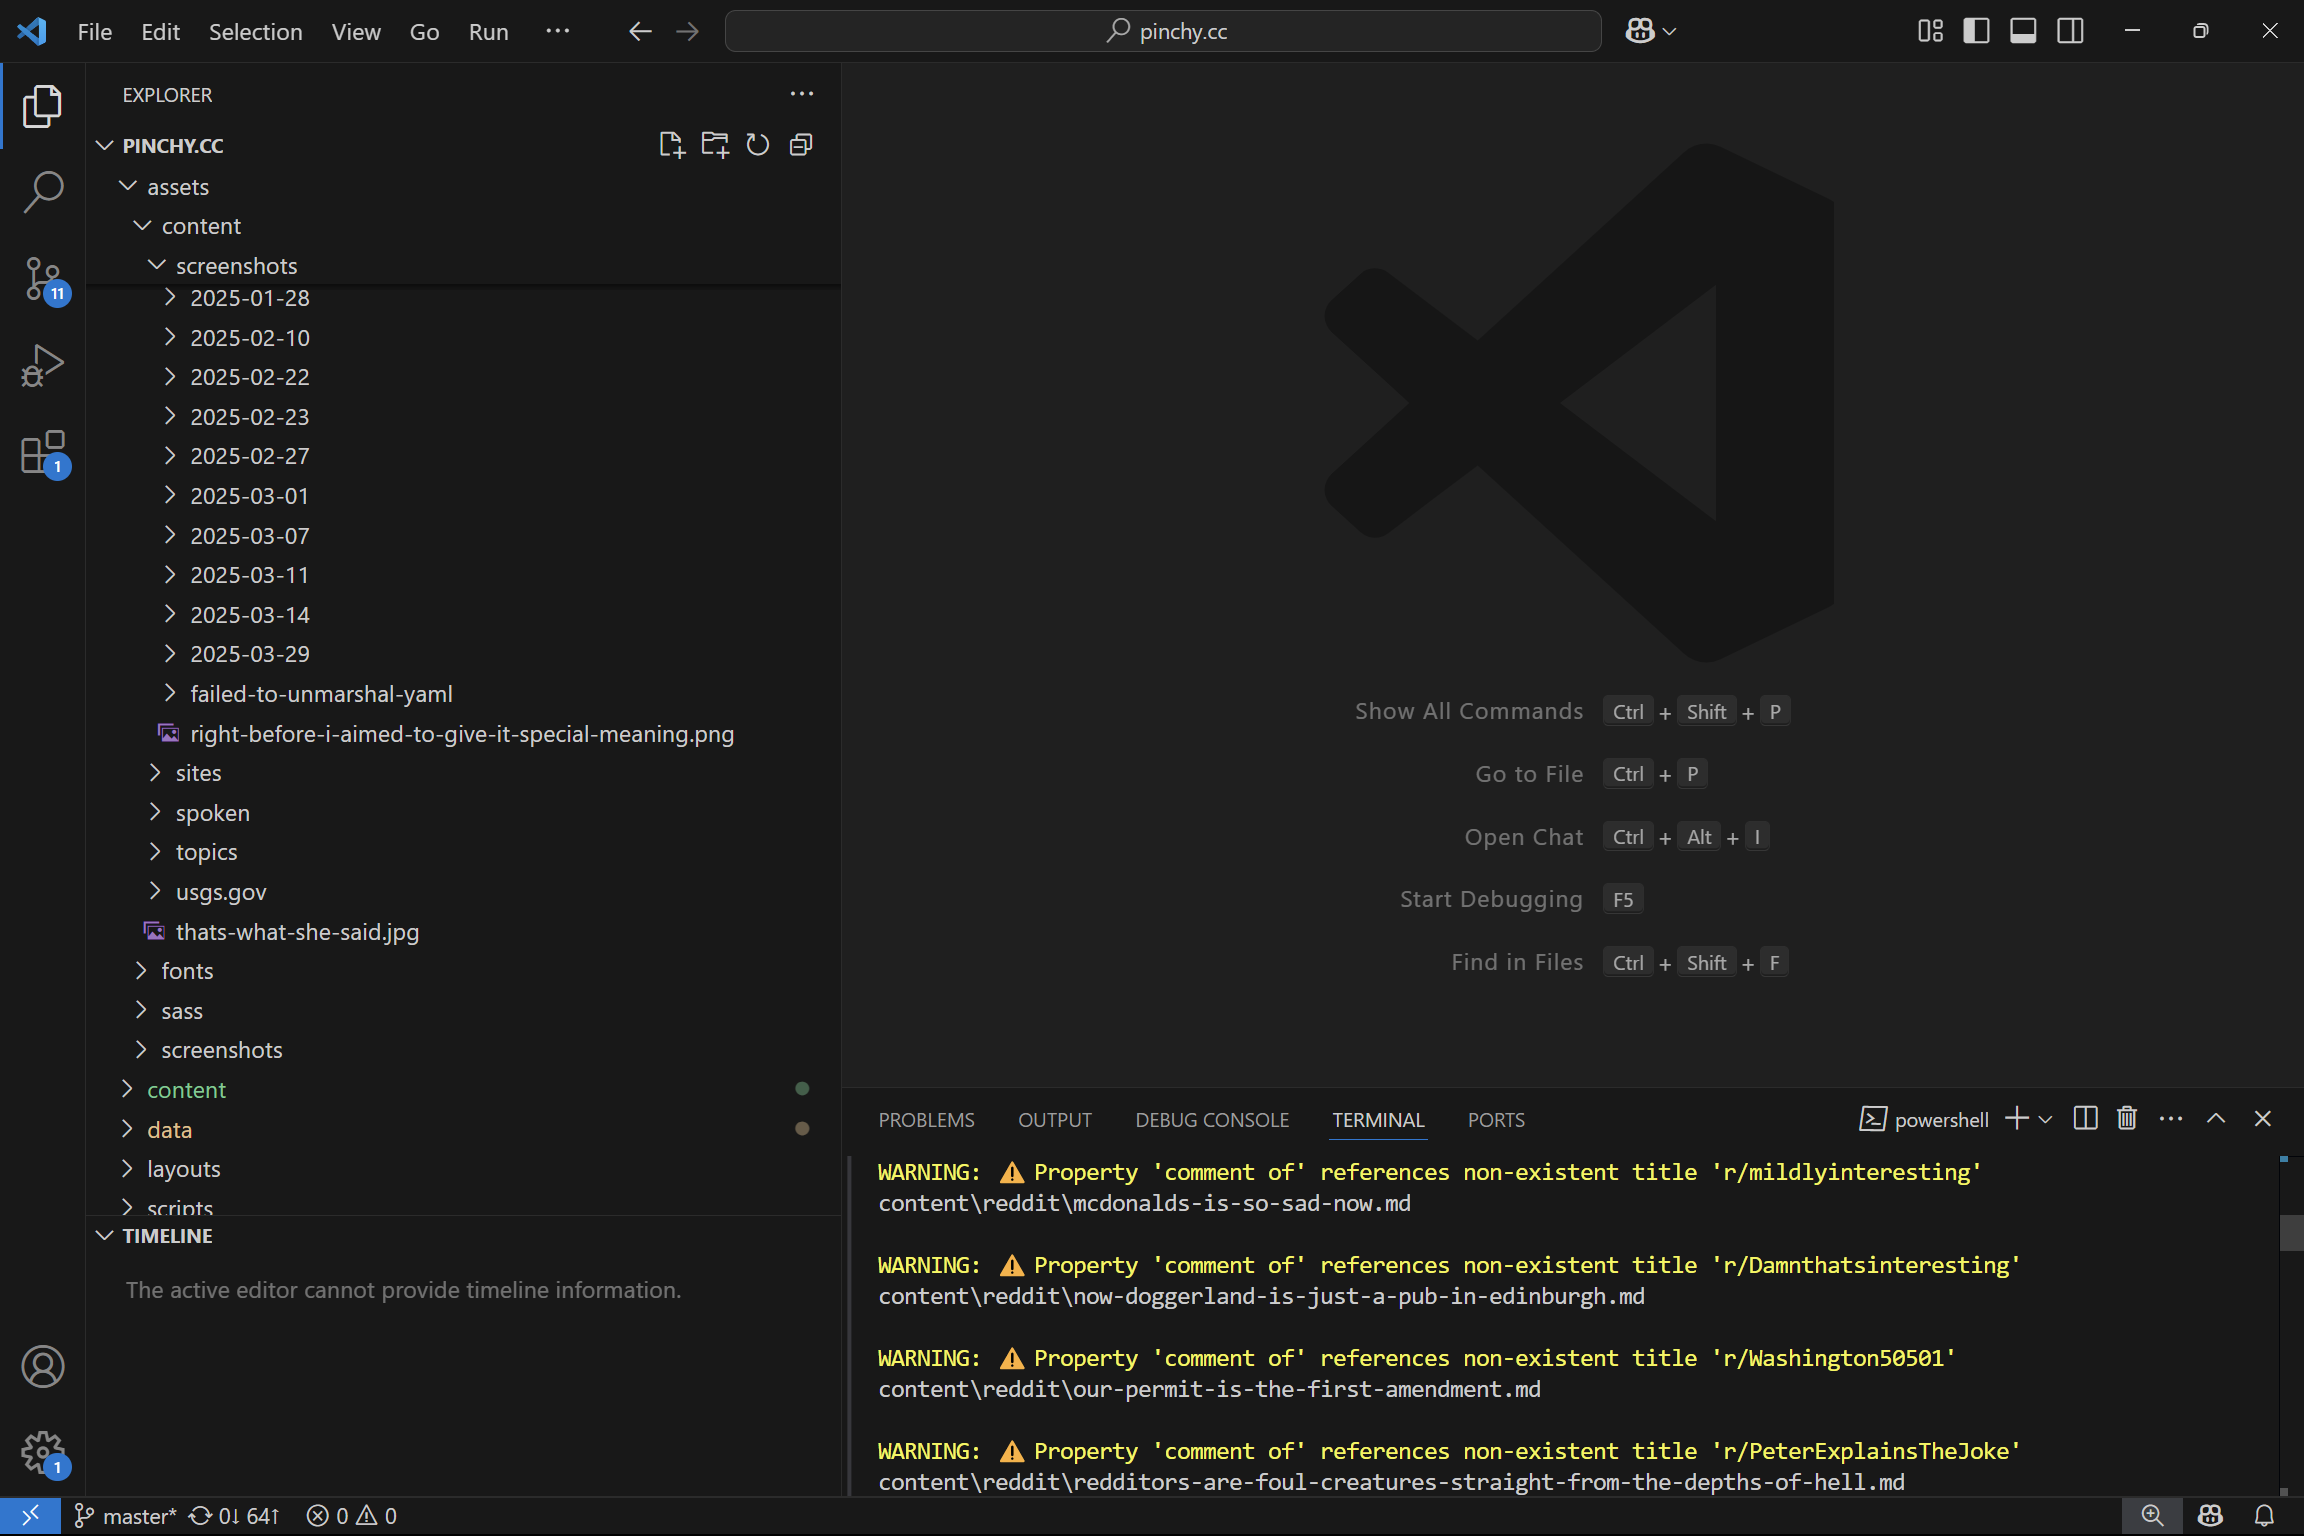 File Edit Selection View Go Run ··· pinchy.cc
EXPLORER
PINCHY.CC
assets
content
screenshots
2025-01-28
2025-02-10
2025-02-22
2025-02-23
2025-02-27
2025-03-01
2025-03-07
2025-03-11
2025-03-14
2025-03-29
failed-to-unmarshal-yaml
right-before-i-aimed-to-give-it-special-meaning.png
sites
spoken
topics
usgs.gov
thats-what-she-said.jpg
fonts
sass
screenshots
content
data
layouts
scripts
TIMELINE
The active editor cannot provide timeline information.
11
1
1
Show All Commands Ctrl + Shift + P
Go to File Ctrl + P
Open Chat Ctrl + Alt + I
Start Debugging F5
Find in Files Ctrl + Shift + F
PROBLEMS OUTPUT DEBUG CONSOLE TERMINAL PORTS powershell
WARNING: ⚠ Property 'comment of' references non-existent title 'r/mildlyinteresting'
content\reddit\mcdonalds-is-so-sad-now.md
WARNING: ⚠ Property 'comment of' references non-existent title 'r/Damnthatsinteresting'
content\reddit\now-doggerland-is-just-a-pub-in-edinburgh.md
WARNING: ⚠ Property 'comment of' references non-existent title 'r/Washington50501'
content\reddit\our-permit-is-the-first-amendment.md
WARNING: ⚠ Property 'comment of' references non-existent title 'r/PeterExplainsTheJoke'
content\reddit\redditors-are-foul-creatures-straight-from-the-depths-of-hell.md
master* 0↓ 64↑ 0 0